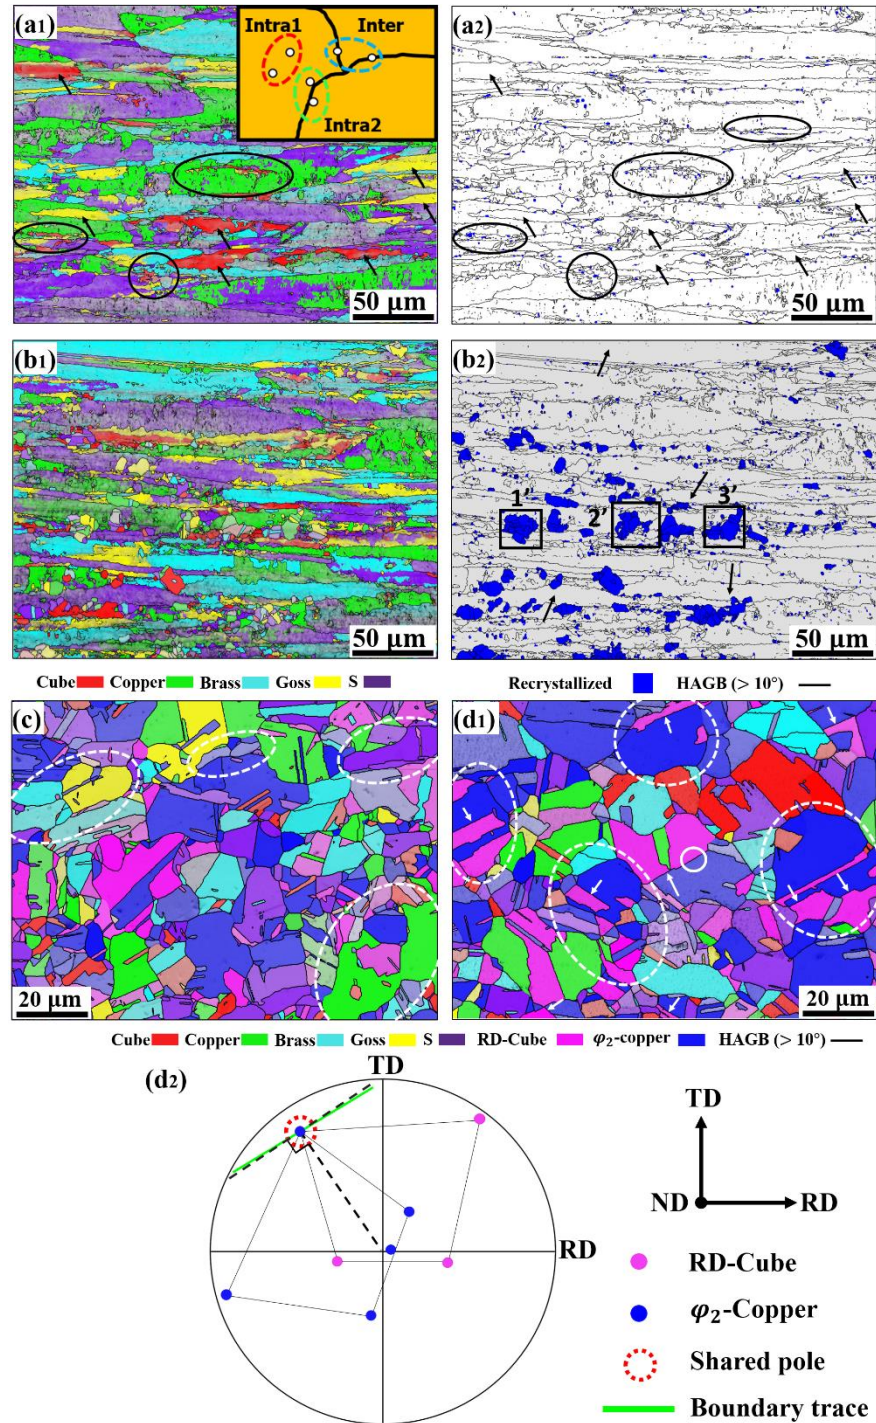 (a1)
Intra1
Inter
Intra2
50 µm
(a2)
50 µm
(b1)
50 µm
(b2)
1’
2’
3’
50 µm
Cube Copper Brass Goss S
Recrystallized HAGB (> 10°)
(c)
20 µm
(d1)
20 µm
Cube Copper Brass Goss S RD-Cube φ2-copper HAGB (> 10°)
(d2)
TD
RD
TD
ND
RD
RD-Cube
φ2-Copper
Shared pole
Boundary trace